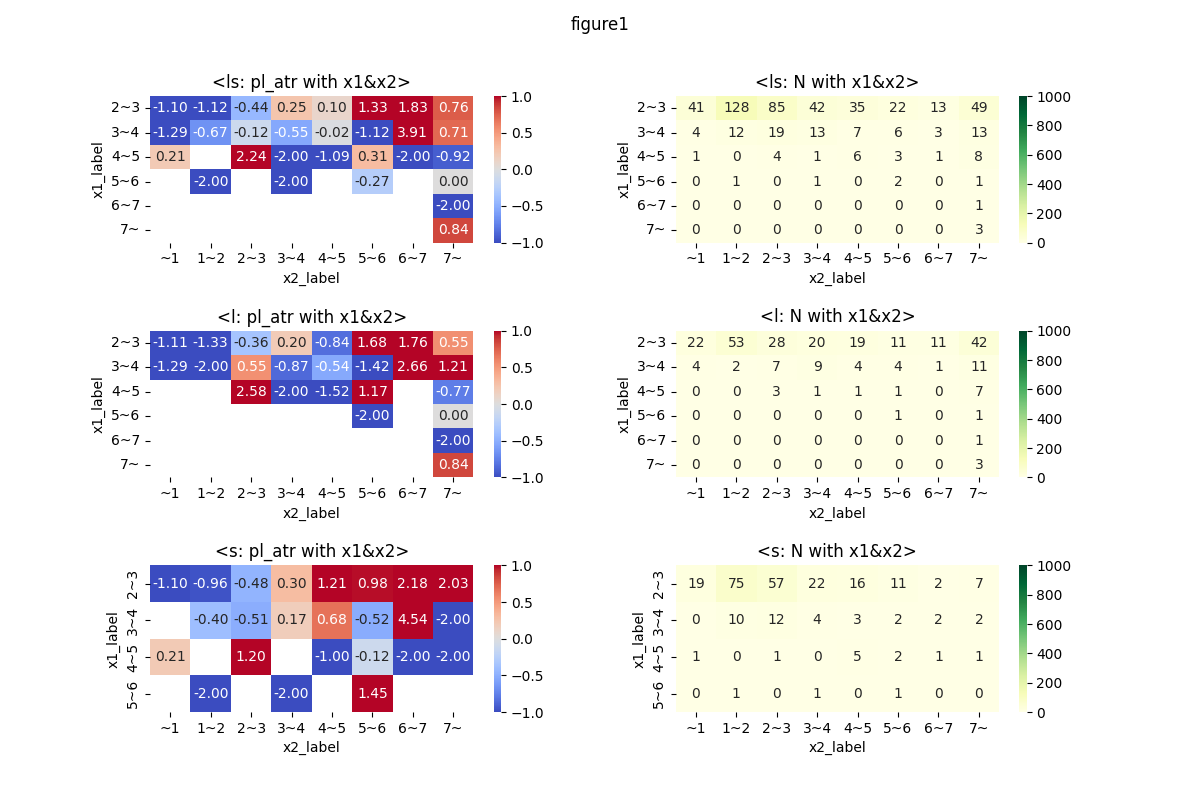 figure1
<ls: pl_atr with x1&x2>
x1_label
2~3 -1.10 -1.12 -0.44 0.25 0.10 1.33 1.83 0.76
3~4 -1.29 -0.67 -0.12 -0.55 -0.02 -1.12 3.91 0.71
4~5 0.21 2.24 -2.00 -1.09 0.31 -2.00 -0.92
5~6 -2.00 -2.00 -0.27 0.00
6~7 -2.00
7~ 0.84
~1 1~2 2~3 3~4 4~5 5~6 6~7 7~
x2_label
1.0
0.5
0.0
−0.5
−1.0
<ls: N with x1&x2>
x1_label
2~3 41 128 85 42 35 22 13 49
3~4 4 12 19 13 7 6 3 13
4~5 1 0 4 1 6 3 1 8
5~6 0 1 0 1 0 2 0 1
6~7 0 0 0 0 0 0 0 1
7~ 0 0 0 0 0 0 0 3
~1 1~2 2~3 3~4 4~5 5~6 6~7 7~
x2_label
1000
800
600
400
200
0
<l: pl_atr with x1&x2>
x1_label
2~3 -1.11 -1.33 -0.36 0.20 -0.84 1.68 1.76 0.55
3~4 -1.29 -2.00 0.55 -0.87 -0.54 -1.42 2.66 1.21
4~5 2.58 -2.00 -1.52 1.17 -0.77
5~6 -2.00 0.00
6~7 -2.00
7~ 0.84
~1 1~2 2~3 3~4 4~5 5~6 6~7 7~
x2_label
1.0
0.5
0.0
−0.5
−1.0
<l: N with x1&x2>
x1_label
2~3 22 53 28 20 19 11 11 42
3~4 4 2 7 9 4 4 1 11
4~5 0 0 3 1 1 1 0 7
5~6 0 0 0 0 0 1 0 1
6~7 0 0 0 0 0 0 0 1
7~ 0 0 0 0 0 0 0 3
~1 1~2 2~3 3~4 4~5 5~6 6~7 7~
x2_label
1000
800
600
400
200
0
<s: pl_atr with x1&x2>
x1_label
2~3 -1.10 -0.96 -0.48 0.30 1.21 0.98 2.18 2.03
3~4 -0.40 -0.51 0.17 0.68 -0.52 4.54 -2.00
4~5 0.21 1.20 -1.00 -0.12 -2.00 -2.00
5~6 -2.00 -2.00 1.45
~1 1~2 2~3 3~4 4~5 5~6 6~7 7~
x2_label
1.0
0.5
0.0
−0.5
−1.0
<s: N with x1&x2>
x1_label
2~3 19 75 57 22 16 11 2 7
3~4 0 10 12 4 3 2 2 2
4~5 1 0 1 0 5 2 1 1
5~6 0 1 0 1 0 1 0 0
~1 1~2 2~3 3~4 4~5 5~6 6~7 7~
x2_label
1000
800
600
400
200
0